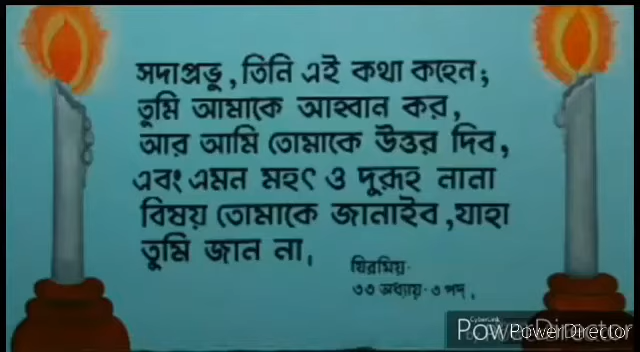 সদাপ্রভু, তিনি এই কথা কহেন;
তুমি আমাকে আহ্বান কর,
আর আমি তোমাকে উত্তর দিব,
এবং এমন মহৎ ও দুরূহ নানা
বিষয় তোমাকে জানাইব, যাহা
তুমি জান না,
যিরমিয়·
৩৩ অধ্যায়·৩ পদ,
CyberLink
PowerDirector